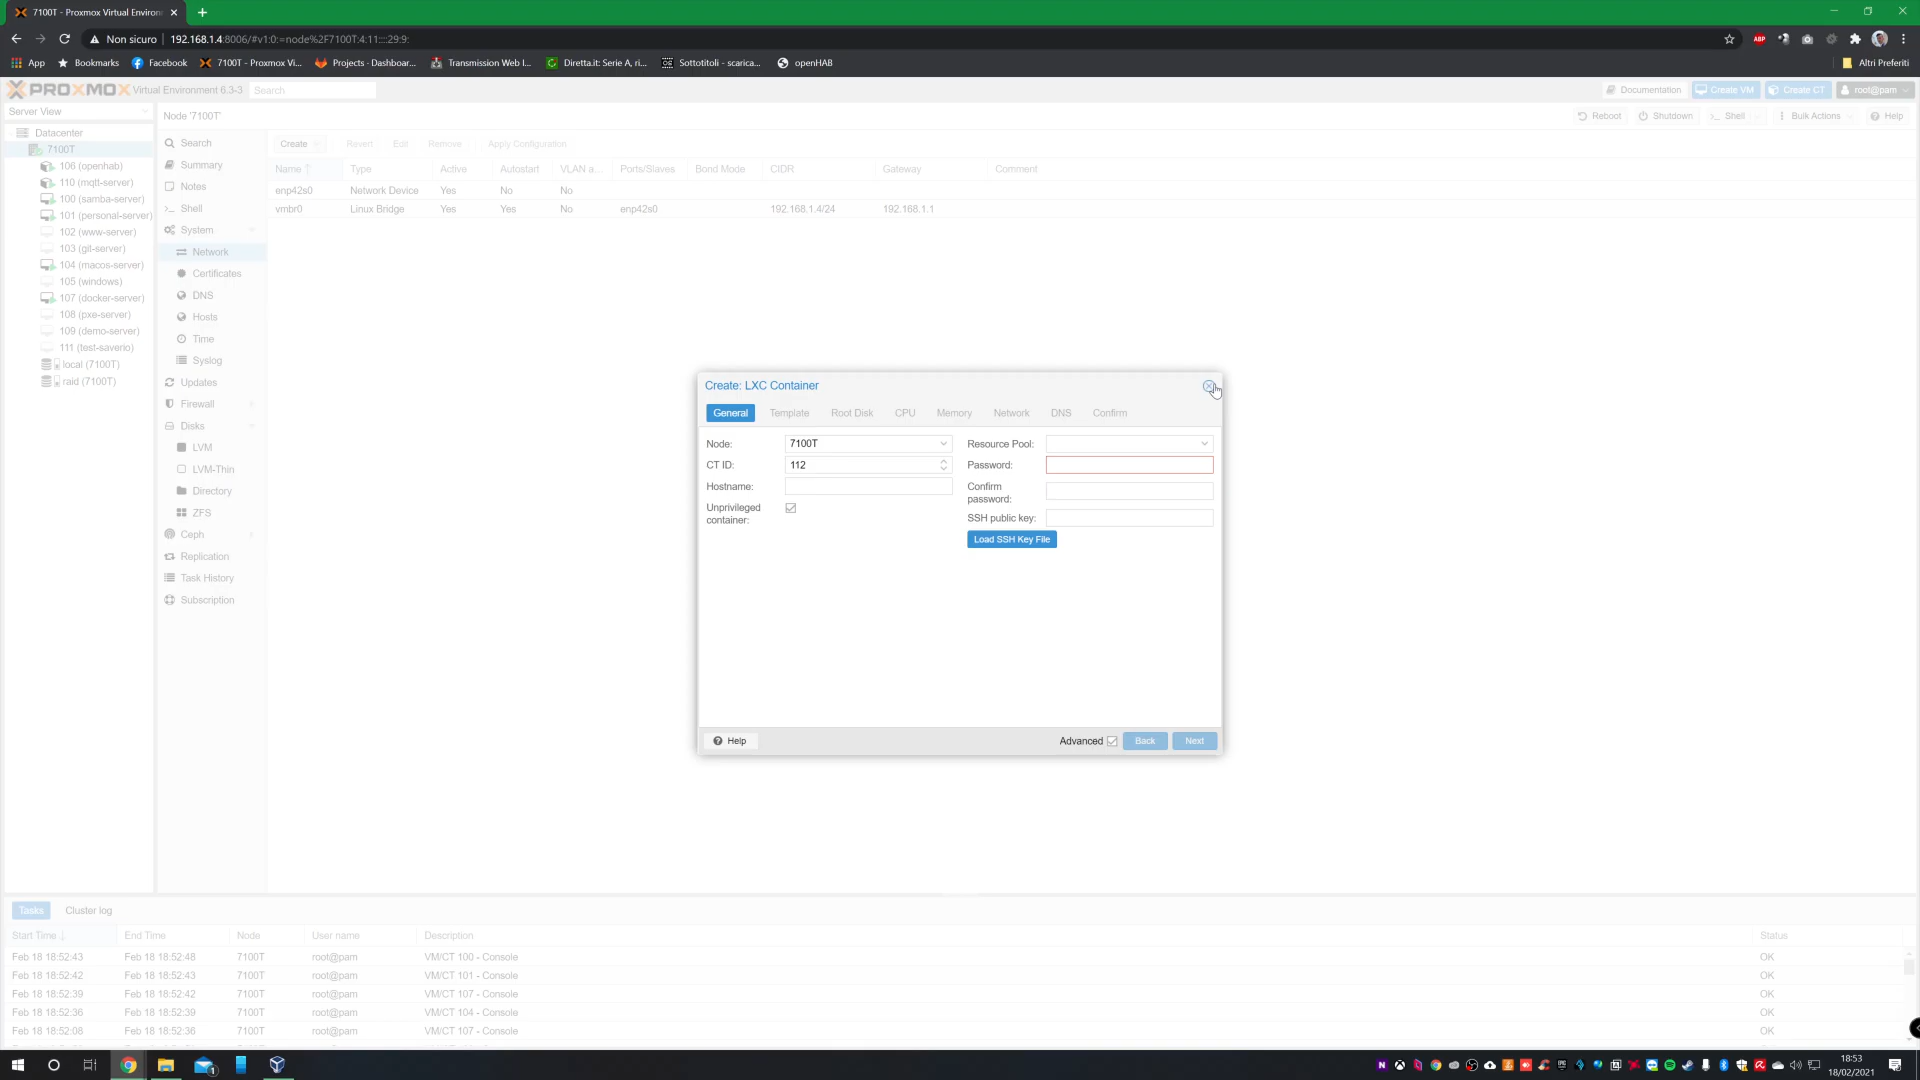 7100T - Proxmox Virtual Environ
Non sicuro
192.168.1.4:8006/#v1:0:=node%2F7100T:4:11::::29:9:
App
Bookmarks
Facebook
7100T - Proxmox Vi...
Projects · Dashboar...
Transmission Web I...
Diretta.it: Serie A, ri...
Sottotitoli - scarica...
openHAB
Altri Preferiti
PROXMOX Virtual Environment 6.3-3
Search
Documentation
Create VM
Create CT
root@pam
Server View
Node '7100T'
Reboot
Shutdown
Shell
Bulk Actions
Help
Datacenter
7100T
106 (openhab)
110 (mqtt-server)
100 (samba-server)
101 (personal-server)
102 (www-server)
103 (git-server)
104 (macos-server)
105 (windows)
107 (docker-server)
108 (pxe-server)
109 (demo-server)
111 (test-saverio)
local (7100T)
raid (7100T)
Search
Summary
Notes
Shell
System
Network
Certificates
DNS
Hosts
Time
Syslog
Updates
Firewall
Disks
LVM
LVM-Thin
Directory
ZFS
Ceph
Replication
Task History
Subscription
Create Revert Edit Remove Apply Configuration
Name Type Active Autostart VLAN a... Ports/Slaves Bond Mode CIDR Gateway Comment
enp42s0 Network Device Yes No No
vmbr0 Linux Bridge Yes Yes No enp42s0 192.168.1.4/24 192.168.1.1
Create: LXC Container
General Template Root Disk CPU Memory Network DNS Confirm
Node: 7100T
CT ID: 112
Hostname:
Unprivileged
container:
Resource Pool:
Password:
Confirm
password:
SSH public key:
Load SSH Key File
Help
Advanced
Back
Next
Tasks Cluster log
Start Time End Time Node User name Description Status
Feb 18 18:52:43 Feb 18 18:52:48 7100T root@pam VM/CT 100 - Console OK
Feb 18 18:52:42 Feb 18 18:52:43 7100T root@pam VM/CT 101 - Console OK
Feb 18 18:52:39 Feb 18 18:52:42 7100T root@pam VM/CT 107 - Console OK
Feb 18 18:52:36 Feb 18 18:52:39 7100T root@pam VM/CT 104 - Console OK
Feb 18 18:52:08 Feb 18 18:52:36 7100T root@pam VM/CT 107 - Console OK
18:53
18/02/2021